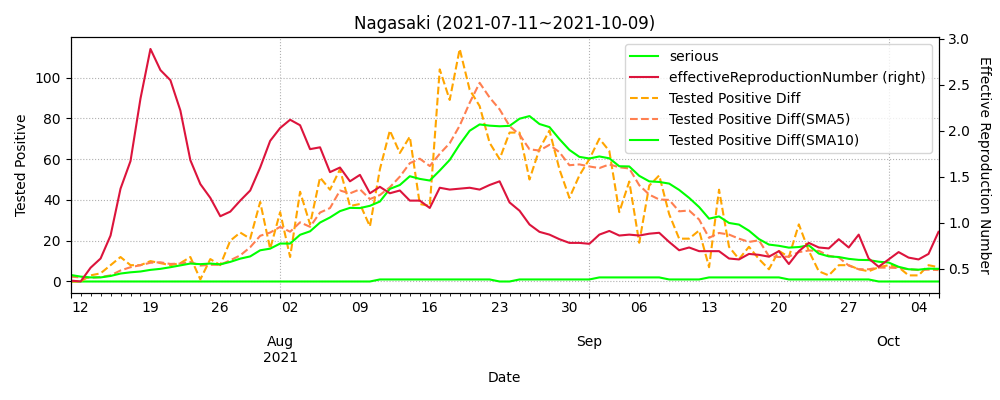 Nagasaki (2021-07-11~2021-10-09)
serious
effectiveReproductionNumber (right)
Tested Positive Diff
Tested Positive Diff(SMA5)
Tested Positive Diff(SMA10)
Tested Positive
100
80
60
40
20
0
3.0
2.5
2.0
1.5
1.0
0.5
Effective Reproduction Number
12 19 26 02 09 16 23 30 06 13 20 27 04
Aug Sep Oct
2021
Date